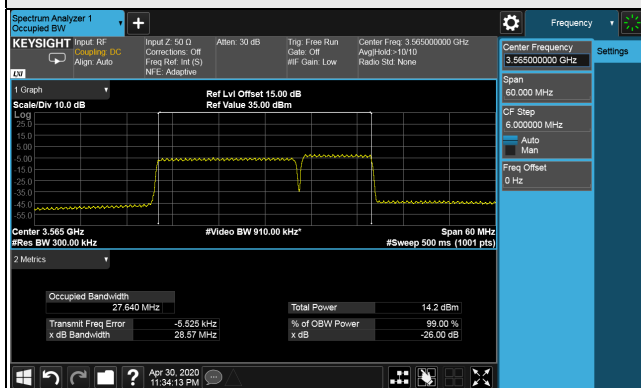 Spectrum Analyzer 1
Occupied BW
Frequency
KEYSIGHT
Input: RF
Coupling: DC
Align: Auto
Input Z: 50 Ω
Corrections: Off
Freq Ref: Int (S)
NFE: Adaptive
Atten: 30 dB
Trig: Free Run
Gate: Off
#IF Gain: Low
Center Freq: 3.565000000 GHz
Avg|Hold:>10/10
Radio Std: None
LXI
Center Frequency
3.565000000 GHz
Settings
Span
60.000 MHz
CF Step
6.000000 MHz
Auto
Man
Freq Offset
0 Hz
1 Graph
Scale/Div 10.0 dB
Ref Lvl Offset 15.00 dB
Ref Value 35.00 dBm
Log
25.0
15.0
5.00
-5.00
-15.0
-25.0
-35.0
-45.0
-55.0
Center 3.565 GHz
#Res BW 300.00 kHz
#Video BW 910.00 kHz*
Span 60 MHz
#Sweep 500 ms (1001 pts)
2 Metrics
Occupied Bandwidth
27.640 MHz
Total Power 14.2 dBm
Transmit Freq Error -5.525 kHz
% of OBW Power 99.00 %
x dB Bandwidth 28.57 MHz
x dB -26.00 dB
?
Apr 30, 2020
11:34:13 PM